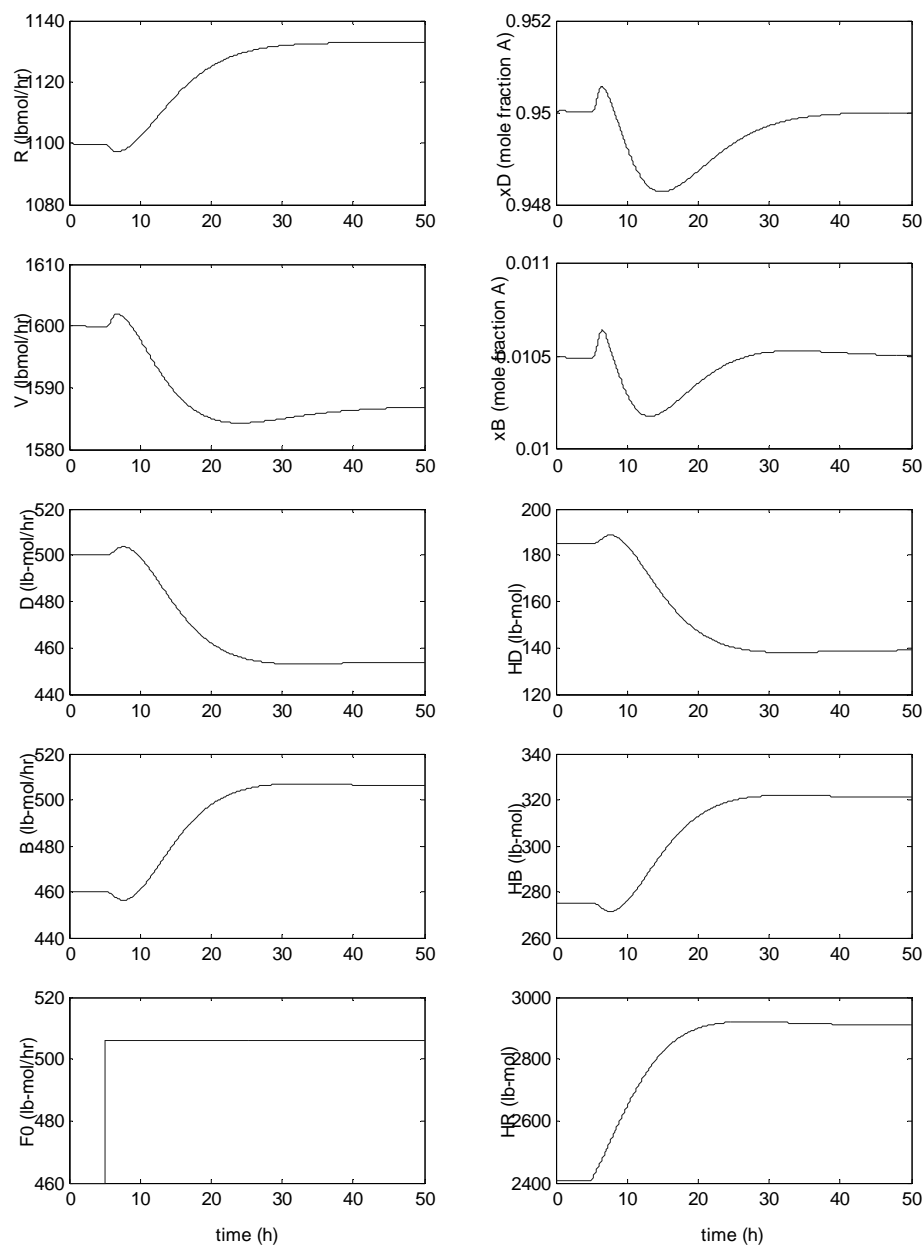 1140
1120
1100
1080
R (lbmol/hr)
0 10 20 30 40 50
0.952
0.95
0.948
xD (mole fraction A)
0 10 20 30 40 50
1610
1600
1590
1580
V (lbmol/hr)
0 10 20 30 40 50
0.011
0.0105
0.01
xB (mole fraction A)
0 10 20 30 40 50
520
500
480
460
440
D (lb-mol/hr)
0 10 20 30 40 50
200
180
160
140
120
HD (lb-mol)
0 10 20 30 40 50
520
500
480
460
440
B (lb-mol/hr)
0 10 20 30 40 50
340
320
300
280
260
HB (lb-mol)
0 10 20 30 40 50
520
500
480
460
F0 (lb-mol/hr)
0 10 20 30 40 50
time (h)
3000
2800
2600
2400
HR (lb-mol)
0 10 20 30 40 50
time (h)